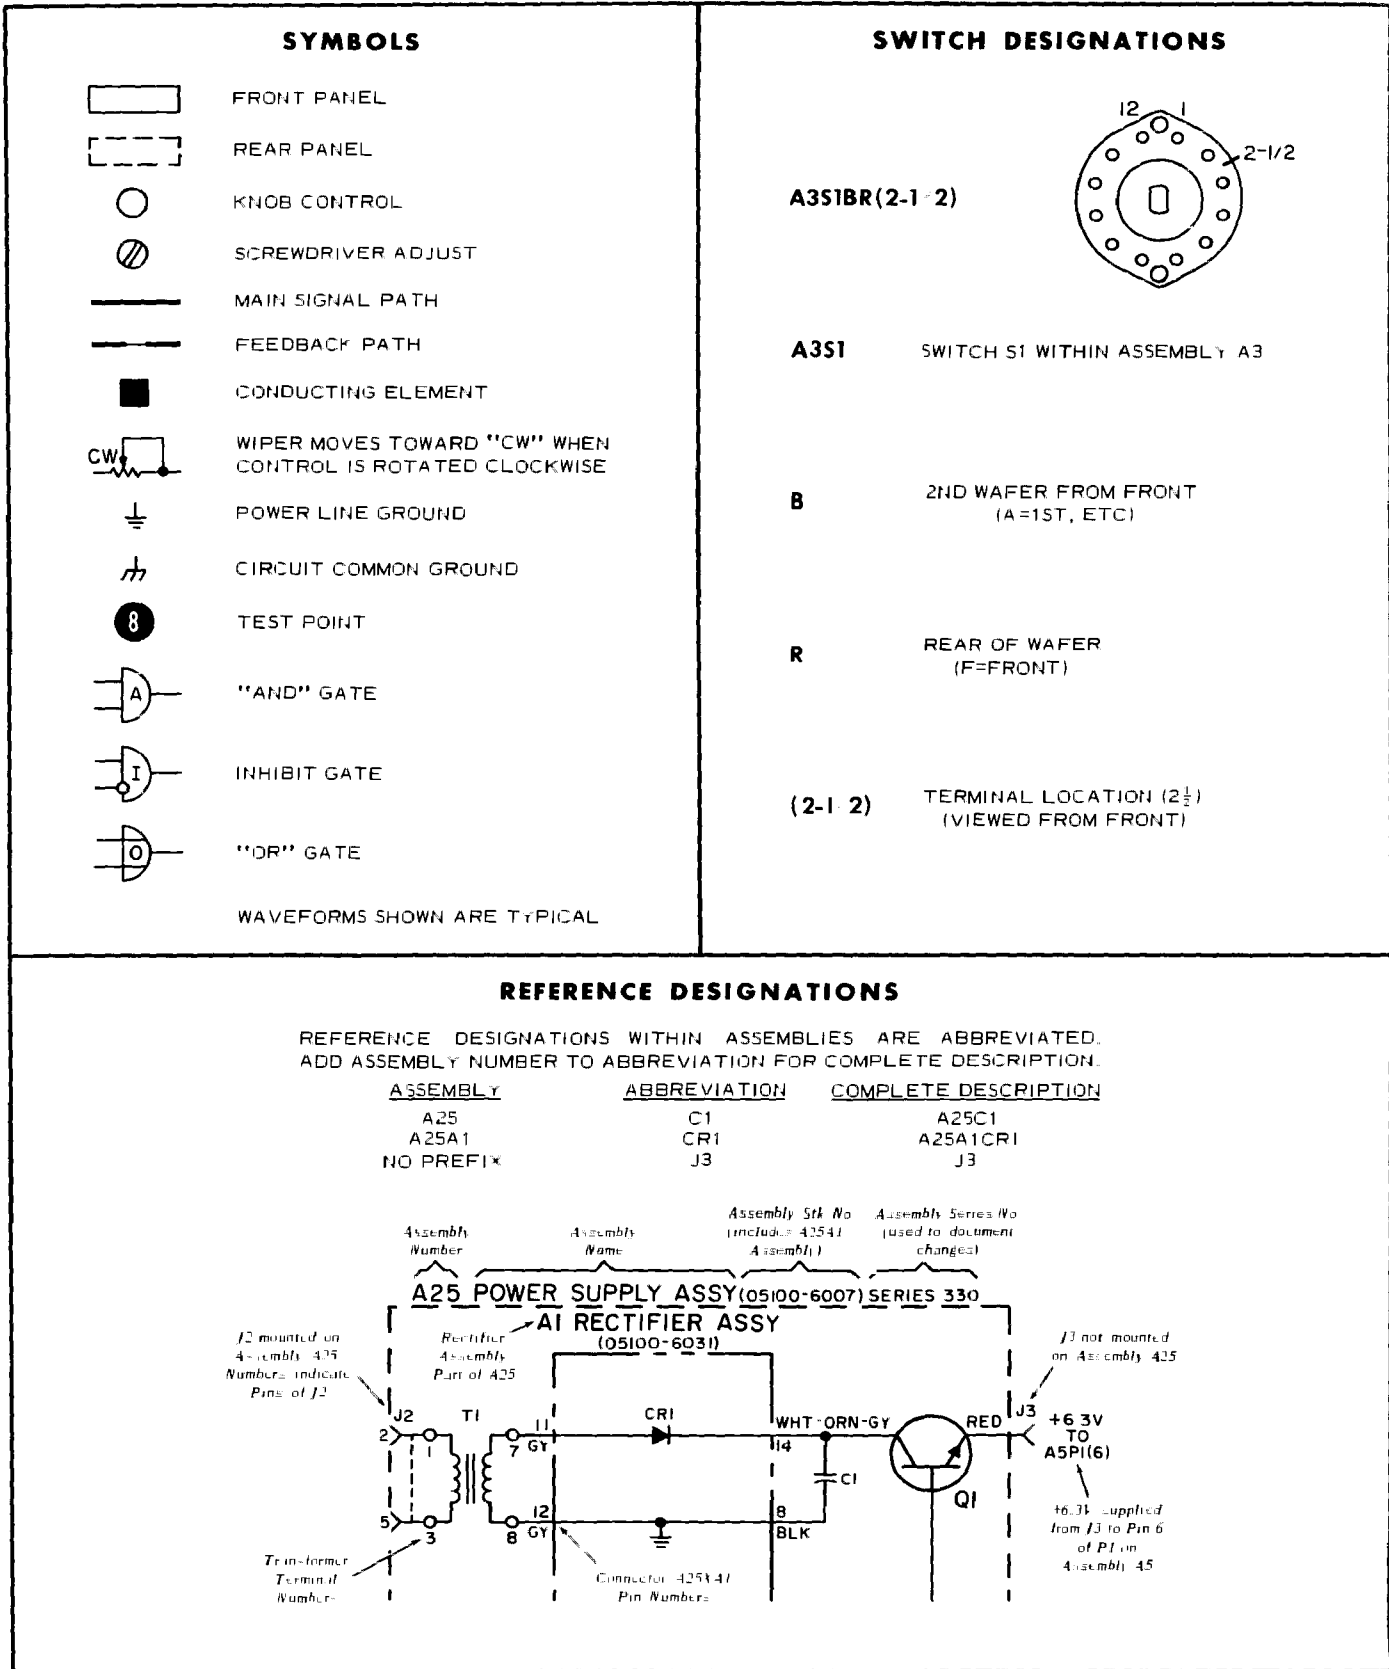 SYMBOLS
FRONT PANEL
REAR PANEL
KNOB CONTROL
SCREWDRIVER ADJUST
MAIN SIGNAL PATH
FEEDBACK PATH
CONDUCTING ELEMENT
CW
WIPER MOVES TOWARD "CW" WHEN
CONTROL IS ROTATED CLOCKWISE
POWER LINE GROUND
CIRCUIT COMMON GROUND
8
TEST POINT
A
"AND" GATE
I
INHIBIT GATE
O
"OR" GATE
WAVEFORMS SHOWN ARE TYPICAL
SWITCH DESIGNATIONS
12 1
2-1/2
A3S1BR(2-1 2)
A3S1 SWITCH S1 WITHIN ASSEMBLY A3
B 2ND WAFER FROM FRONT
(A=1ST, ETC)
R REAR OF WAFER
(F=FRONT)
(2-1 2) TERMINAL LOCATION (2½)
(VIEWED FROM FRONT)
REFERENCE DESIGNATIONS
REFERENCE DESIGNATIONS WITHIN ASSEMBLIES ARE ABBREVIATED.
ADD ASSEMBLY NUMBER TO ABBREVIATION FOR COMPLETE DESCRIPTION.
ASSEMBLY ABBREVIATION COMPLETE DESCRIPTION
A25 C1 A25C1
A25A1 CR1 A25A1CR1
NO PREFIX J3 J3
Assembly
Number
Assembly
Name
Assembly Stk No
(includes A25A1
Assembly)
Assembly Series No
(used to document
changes)
A25 POWER SUPPLY ASSY(05100-6007) SERIES 330
A1 RECTIFIER ASSY
(05100-6031)
J2 mounted on
Assembly A25
Numbers indicate
Pins of J2
Rectifier
Assembly
Part of A25
J3 not mounted
on Assembly A25
J2 T1 CR1 WHT-ORN-GY RED J3
2 1 7 11 GY 14
+6 3V
TO
A5P1(6)
C1
Q1
5 3 8 12 GY 8 BLK
+6.3V supplied
from J3 to Pin 6
of P1 on
Assembly A5
Transformer
Terminal
Numbers
Connector A25XA1
Pin Numbers